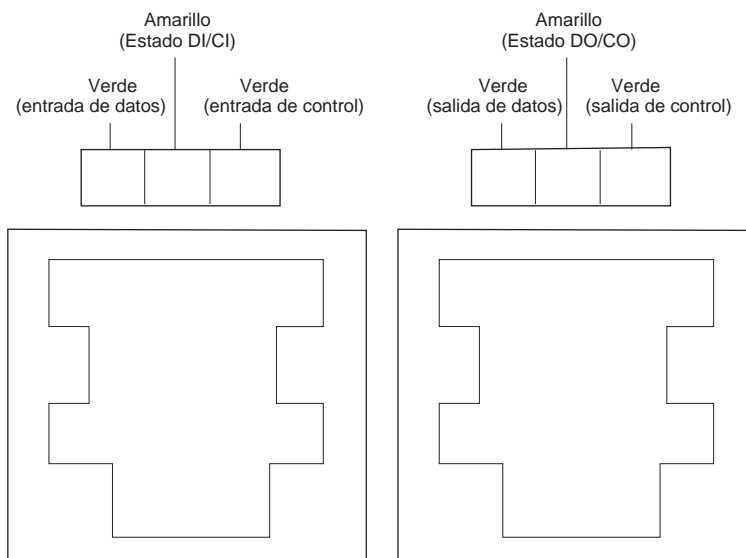 Amarillo
(Estado DI/CI)
Verde
(entrada de datos)
Verde
(entrada de control)
Amarillo
(Estado DO/CO)
Verde
(salida de datos)
Verde
(salida de control)